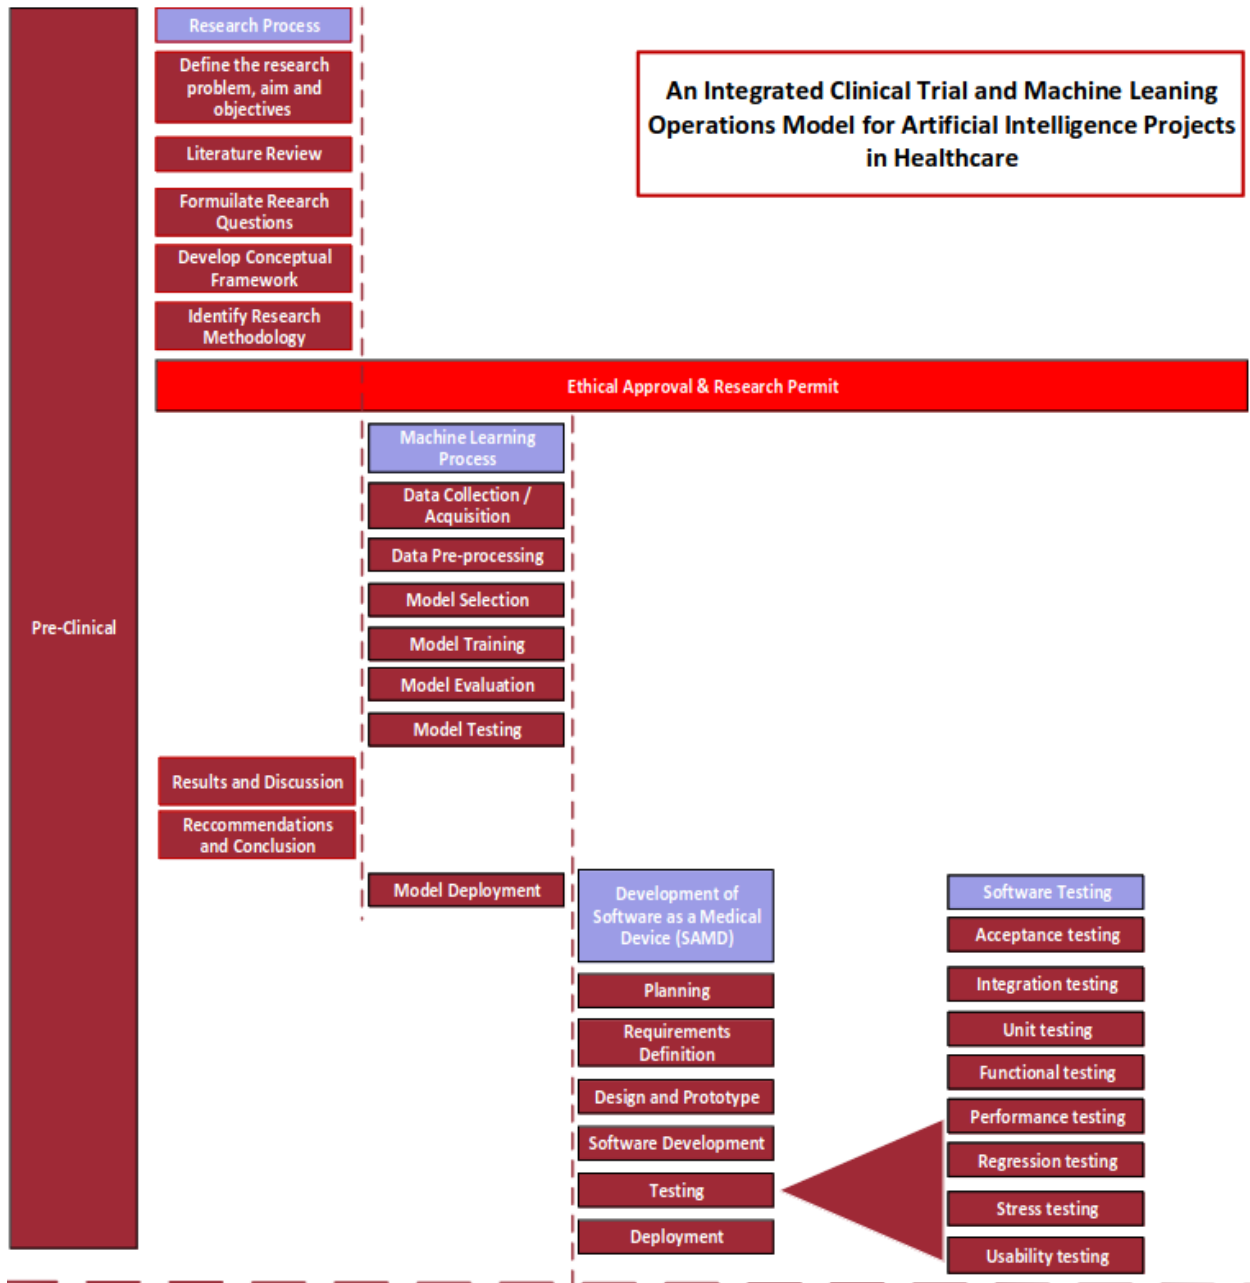 Research Process
Define the research
problem, aim and
objectives
An Integrated Clinical Trial and Machine Leaning
Operations Model for Artificial Intelligence Projects
in Healthcare
Literature Review
Formuilate Reearch
Questions
Develop Conceptual
Framework
Identify Research
Methodology
Ethical Approval & Research Permit
Machine Learning
Process
Data Collection /
Acquisition
Data Pre-processing
Model Selection
Pre-Clinical
Model Training
Model Evaluation
Model Testing
Results and Discussion
Reccommendations
and Conclusion
Model Deployment
Development of
Software as a Medical
Device (SAMD)
Planning
Requirements
Definition
Design and Prototype
Software Development
Testing
Deployment
Software Testing
Acceptance testing
Integration testing
Unit testing
Functional testing
Performance testing
Regression testing
Stress testing
Usability testing